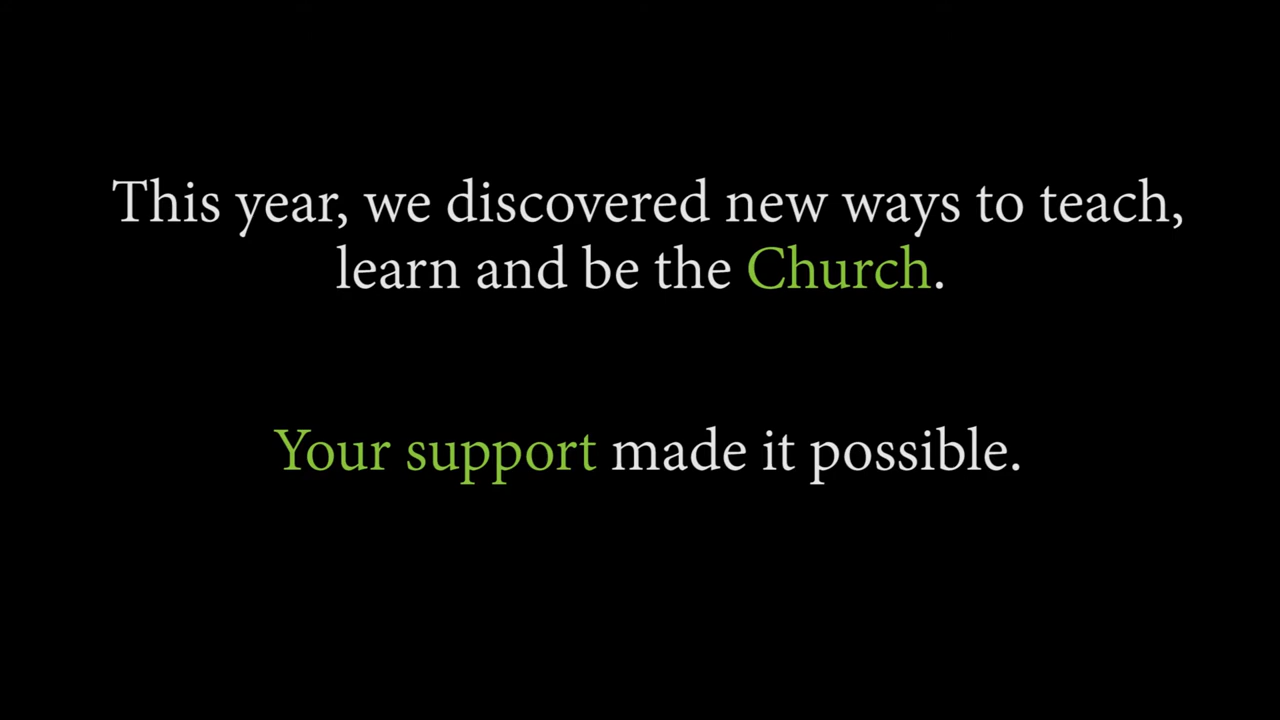 This year, we discovered new ways to teach,
learn and be the Church.
Your support made it possible.